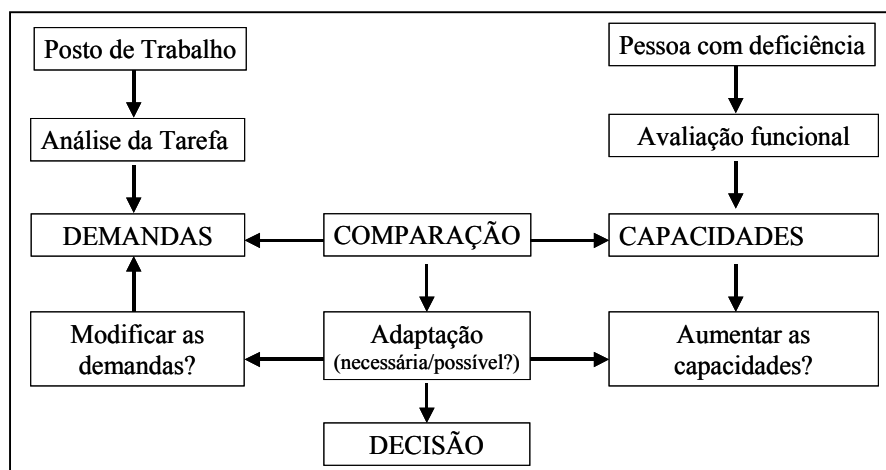 Posto de Trabalho
Pessoa com deficiência
Análise da Tarefa
Avaliação funcional
DEMANDAS
COMPARAÇÃO
CAPACIDADES
Modificar as
demandas?
Adaptação
(necessária/possível?)
Aumentar as
capacidades?
DECISÃO